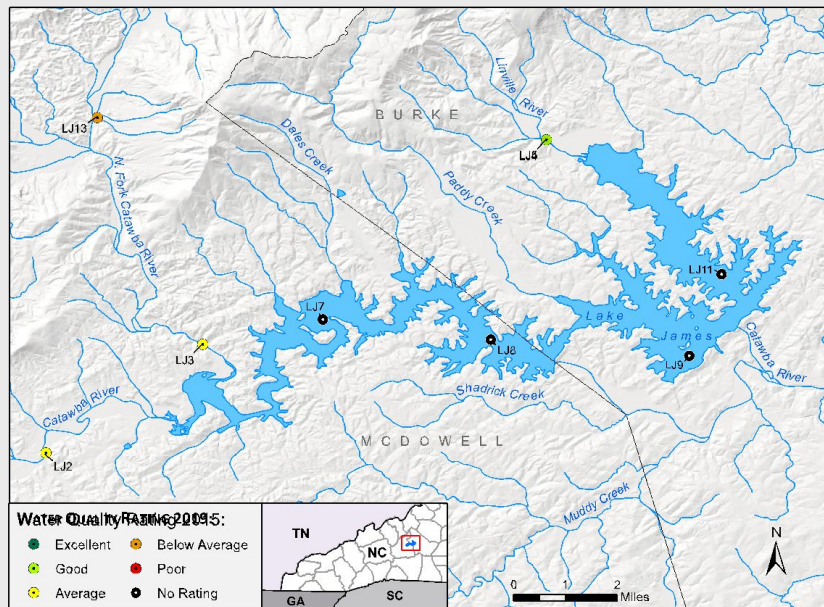 BURKE
Linville River
LJ13
Dales Creek
N. Fork Catawba River
Paddy Creek
LJ11
LJ7
Lake James
LJ8
LJ3
LJ9
Catawba River
Catawba River
Shadrick Creek
LJ2
MCDOWELL
Muddy Creek
Excellent
Good
Average
Below Average
Poor
No Rating
TN
NC
GA
SC
N
0 1 2
Miles